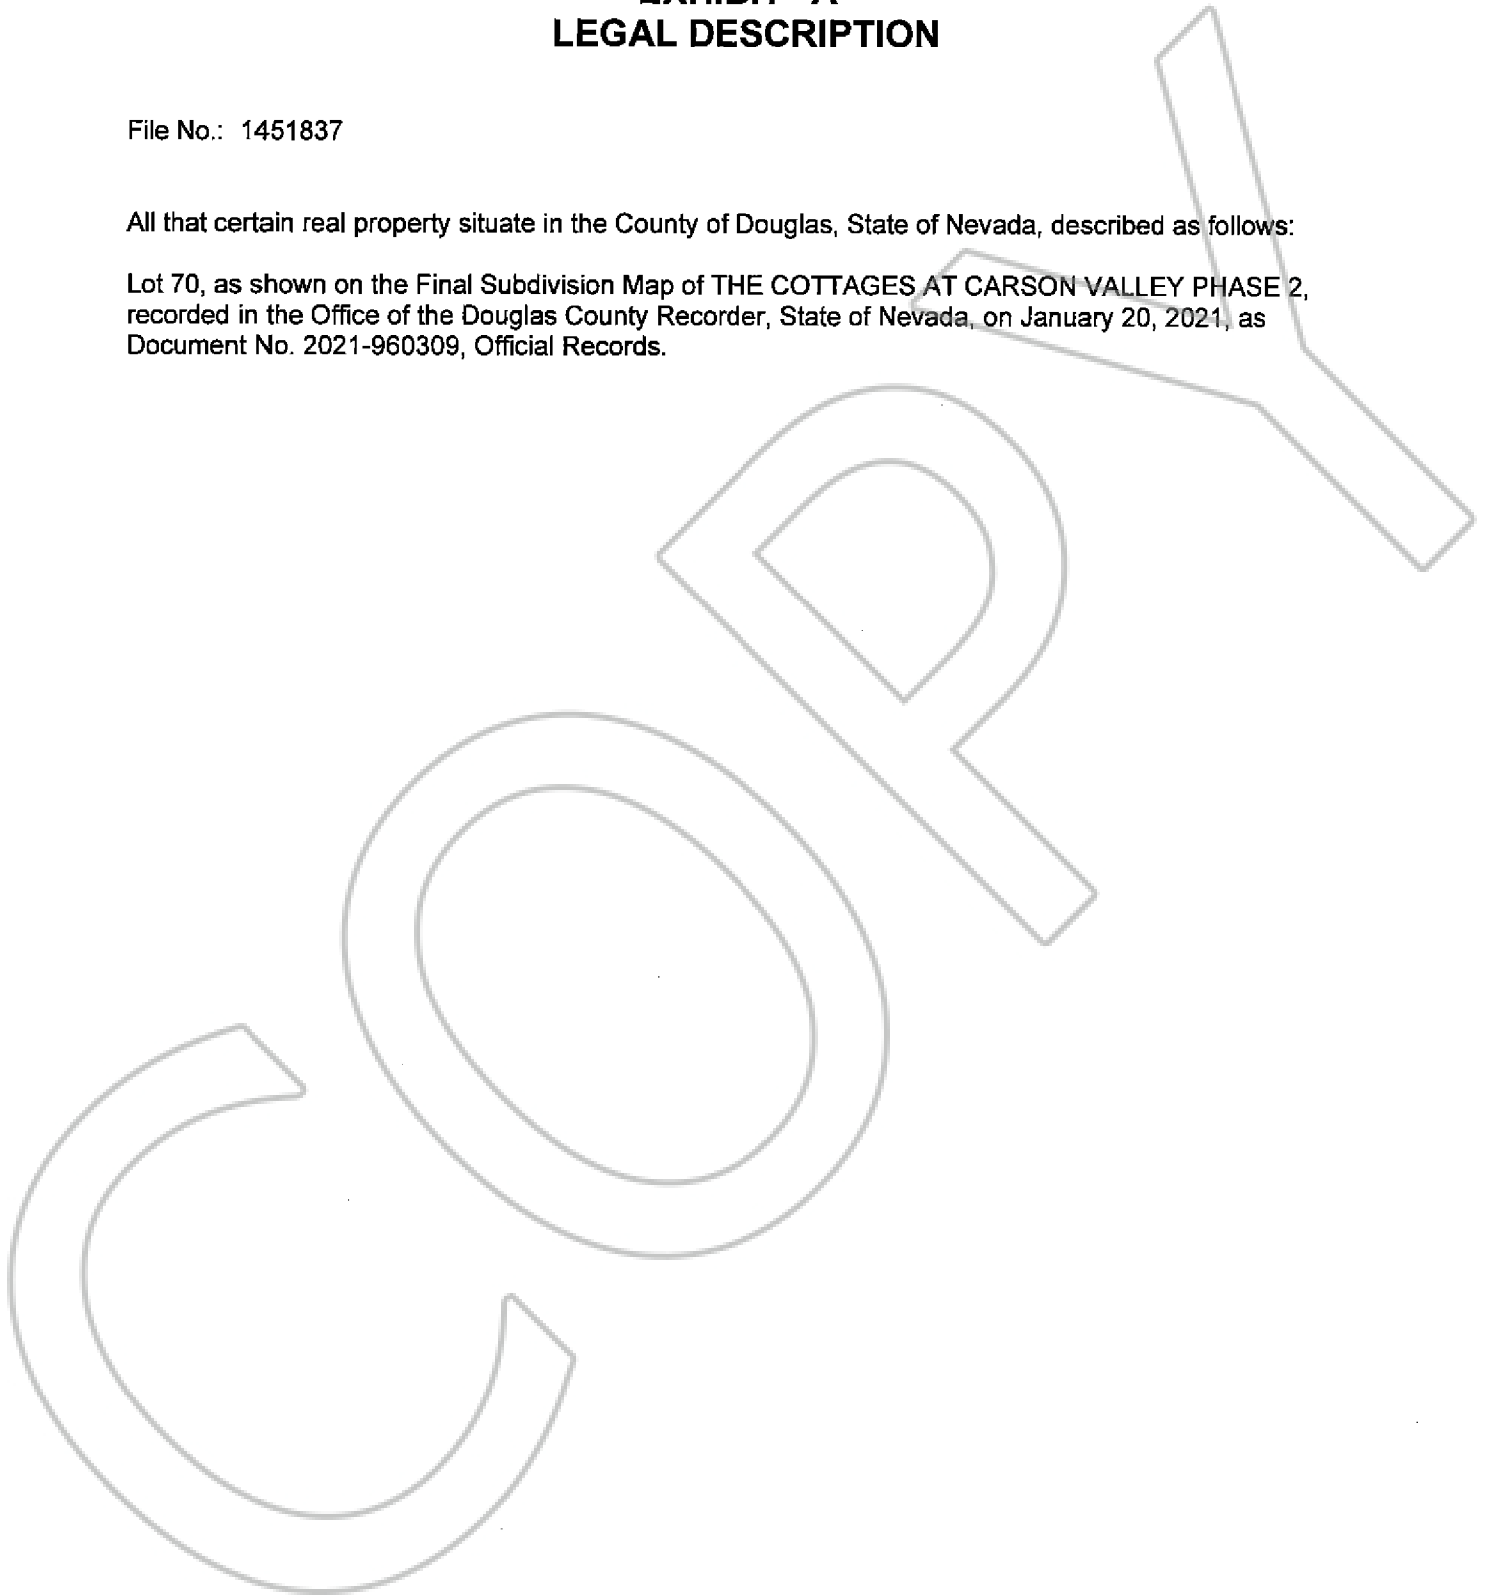 EXHIBIT "A"
LEGAL DESCRIPTION
File No.: 1451837
All that certain real property situate in the County of Douglas, State of Nevada, described as follows:
Lot 70, as shown on the Final Subdivision Map of THE COTTAGES AT CARSON VALLEY PHASE 2,
recorded in the Office of the Douglas County Recorder, State of Nevada, on January 20, 2021, as
Document No. 2021-960309, Official Records.
COPY